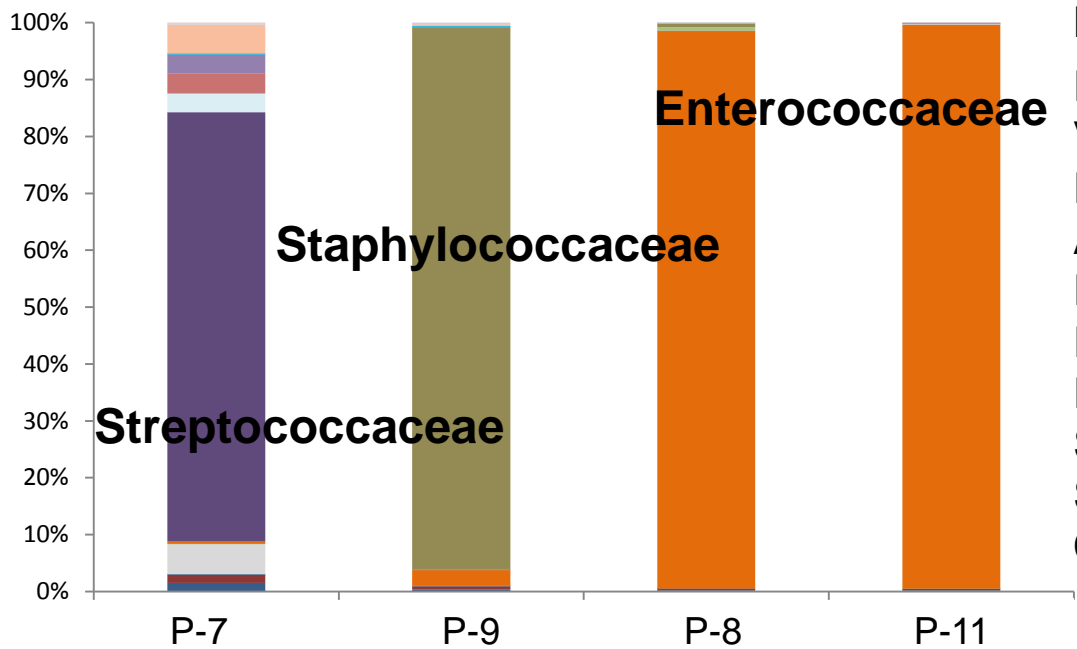 100%
90%
80%
70%
60%
50%
40%
30%
20%
10%
0%
Enterococcaceae
Staphylococcaceae
Streptococcaceae
P-7 P-9 P-8 P-11